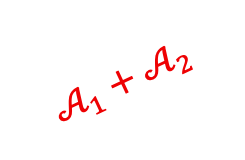 𝒜₁ + 𝒜₂